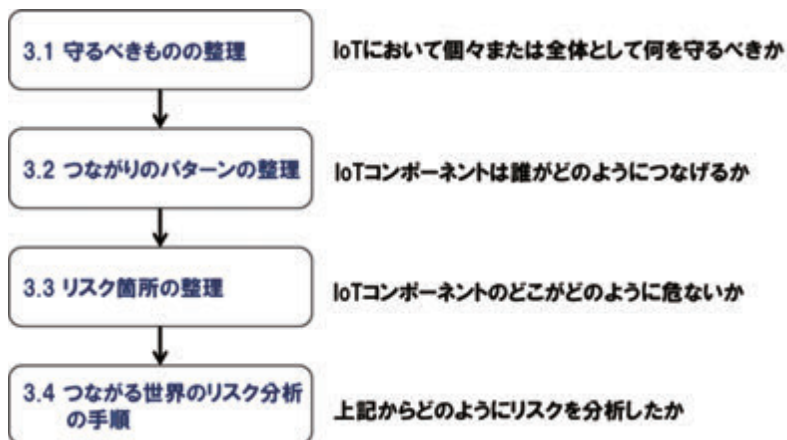 3.1 守るべきものの整理
IoTにおいて個々または全体として何を守るべきか
3.2 つながりのパターンの整理
IoTコンポーネントは誰がどのようにつなげるか
3.3 リスク箇所の整理
IoTコンポーネントのどこがどのように危ないか
3.4 つながる世界のリスク分析
の手順
上記からどのようにリスクを分析したか